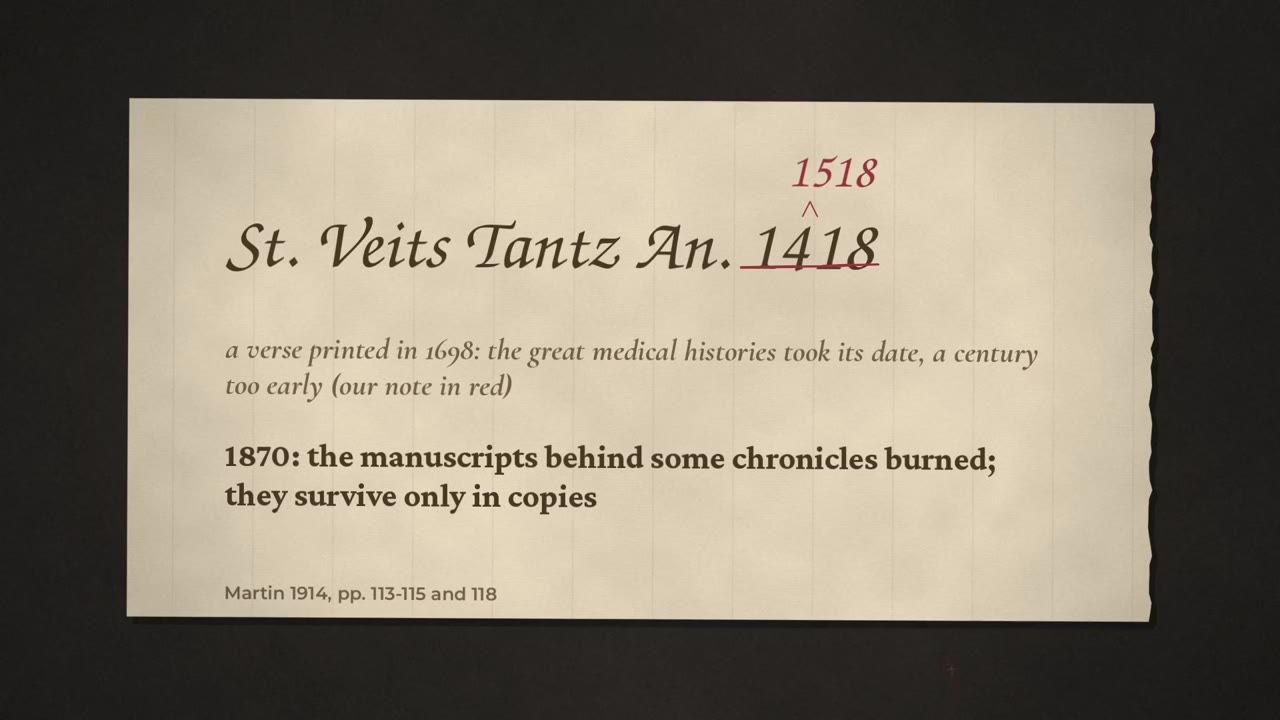 1518
^
St. Veits Tantz An. 1418
a verse printed in 1698: the great medical histories took its date, a century
too early (our note in red)
1870: the manuscripts behind some chronicles burned;
they survive only in copies
Martin 1914, pp. 113-115 and 118